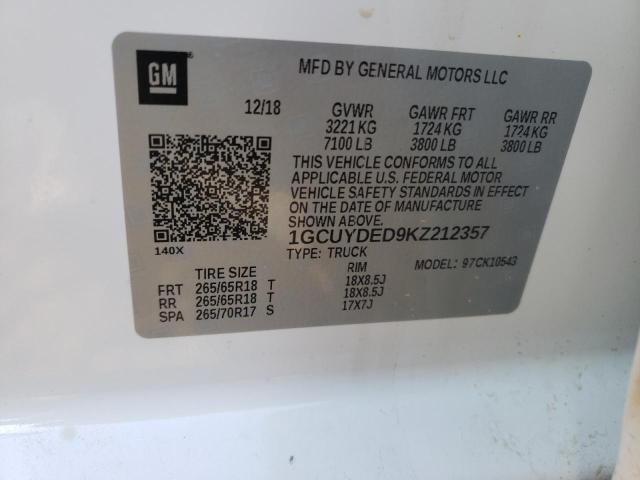 GM
MFD BY GENERAL MOTORS LLC
12/18 GVWR GAWR FRT GAWR RR
3221 KG 1724 KG 1724 KG
7100 LB 3800 LB 3800 LB
THIS VEHICLE CONFORMS TO ALL
APPLICABLE U.S. FEDERAL MOTOR
VEHICLE SAFETY STANDARDS IN EFFECT
ON THE DATE OF MANUFACTURE
SHOWN ABOVE.
1GCUYDED9KZ212357
140X TYPE: TRUCK MODEL: 97CK10543
TIRE SIZE RIM
FRT 265/65R18 T 18X8.5J
RR 265/65R18 T 18X8.5J
SPA 265/70R17 S 17X7J